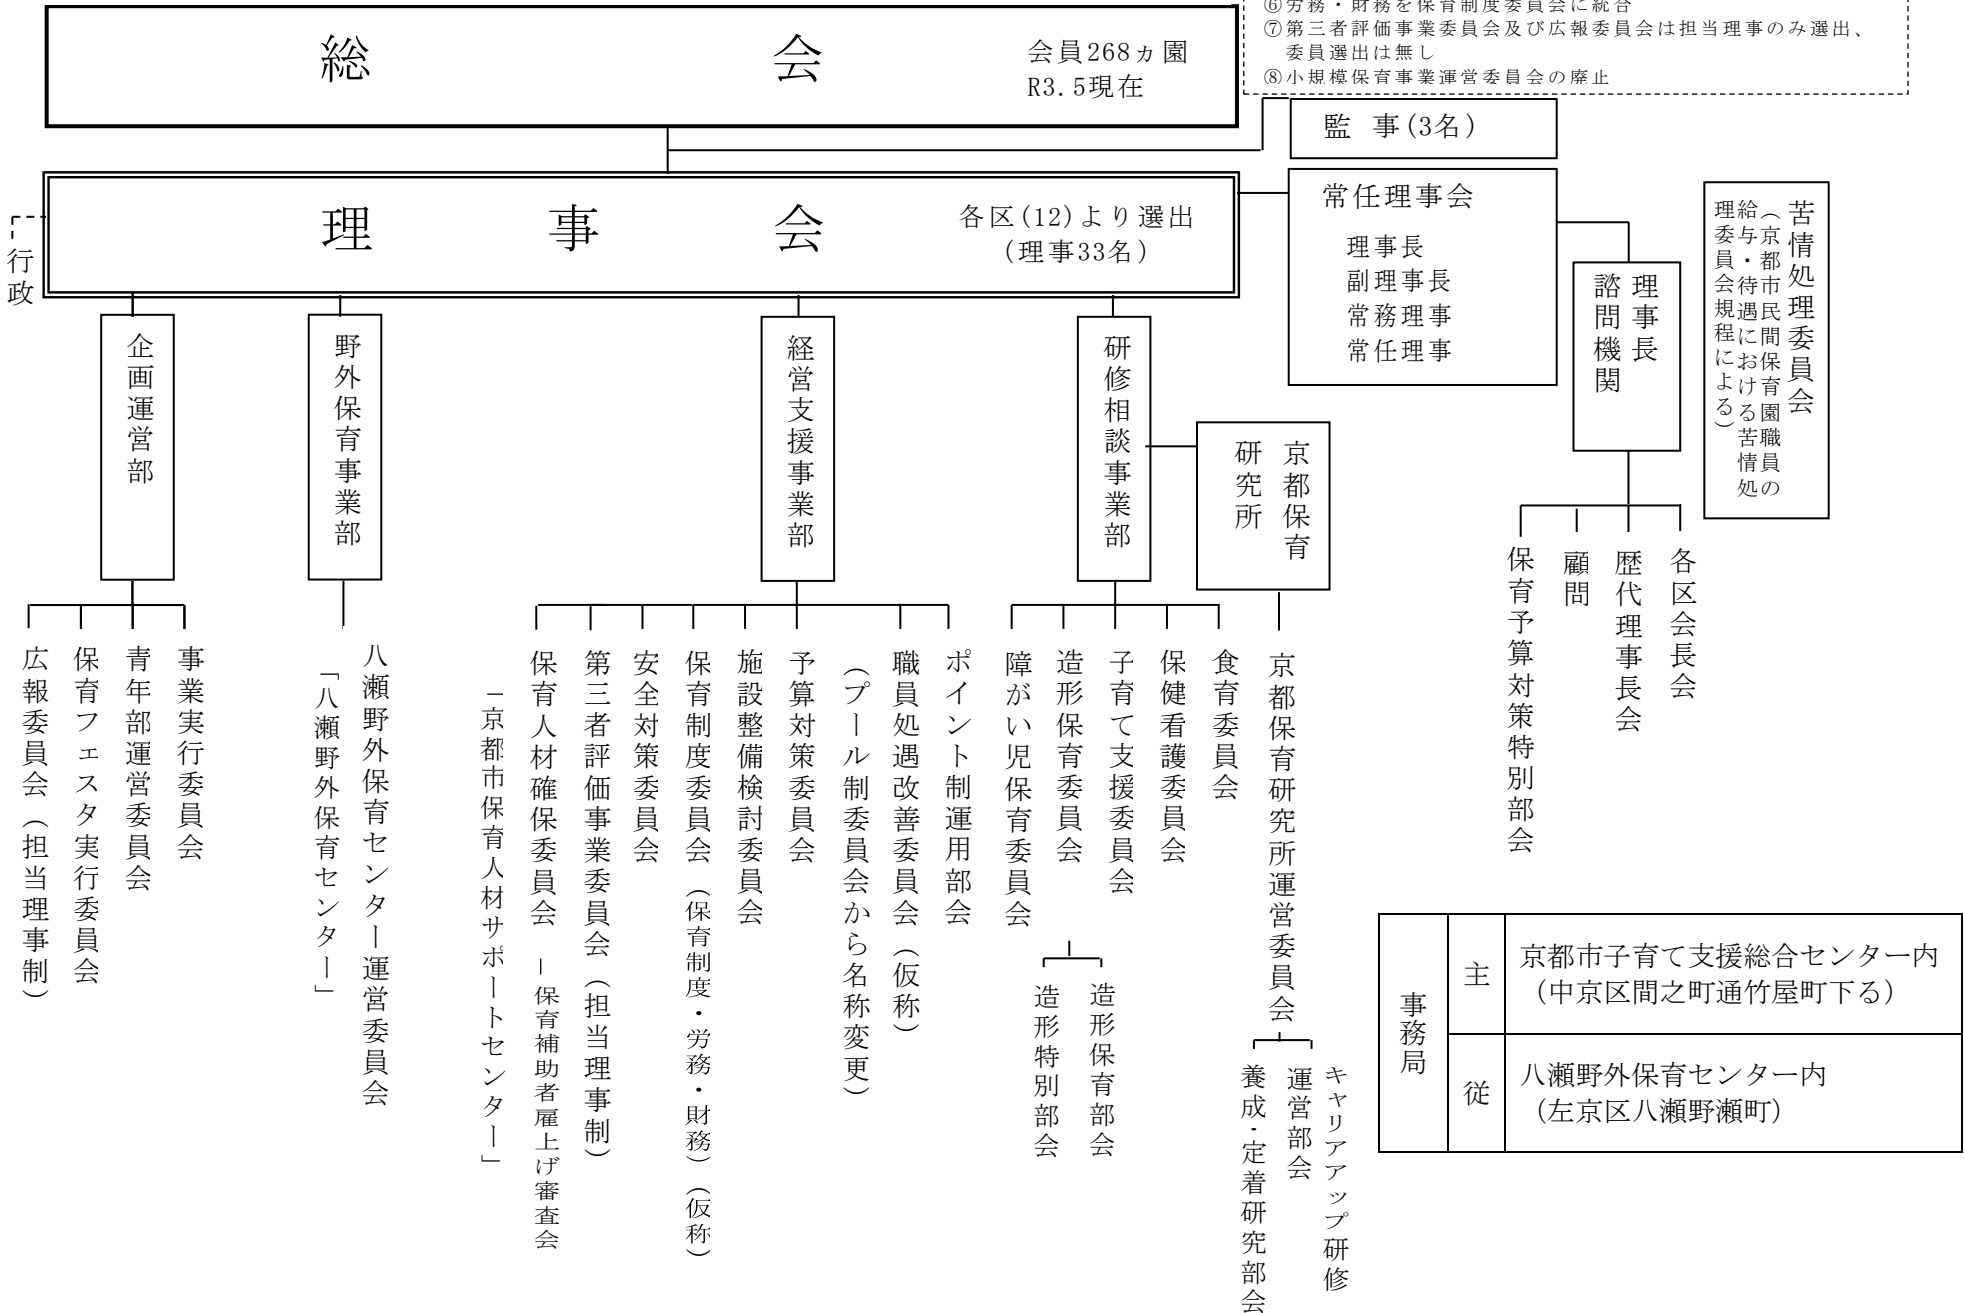 ⑥労務・財務を保育制度委員会に統合
⑦第三者評価事業委員会及び広報委員会は担当理事のみ選出、
委員選出は無し
⑧小規模保育事業運営委員会の廃止
総会
会員268ヵ園
R3.5現在
監 事(3名)
理事会
各区(12)より選出
(理事33名)
行政
常任理事会
理事長
副理事長
常務理事
常任理事
理事長
諮問機関
苦情処理委員会
（京都市民間保育園職員の
給与・待遇における苦情処
理委員会規程による）
企画運営部
野外保育事業部
経営支援事業部
研修相談事業部
京都保育
研究所
各区会長会
歴代理事長会
顧問
保育予算対策特別部会
事業実行委員会
青年部運営委員会
保育フェスタ実行委員会
広報委員会（担当理事制）
八瀬野外保育センター運営委員会
「八瀬野外保育センター」
ポイント制運用部会
職員処遇改善委員会（仮称）
（プール制委員会から名称変更）
予算対策委員会
施設整備検討委員会
保育制度委員会（保育制度・労務・財務）（仮称）
安全対策委員会
第三者評価事業委員会（担当理事制）
保育人材確保委員会 ―保育補助者雇上げ審査会
「京都市保育人材サポートセンター」
食育委員会
保健看護委員会
子育て支援委員会
造形保育委員会
障がい児保育委員会
造形保育部会
造形特別部会
京都保育研究所運営委員会
キャリアアップ研修
運営部会
養成・定着研究部会
事務局
主
京都市子育て支援総合センター内
（中京区間之町通竹屋町下る）
従
八瀬野外保育センター内
（左京区八瀬野瀬町）